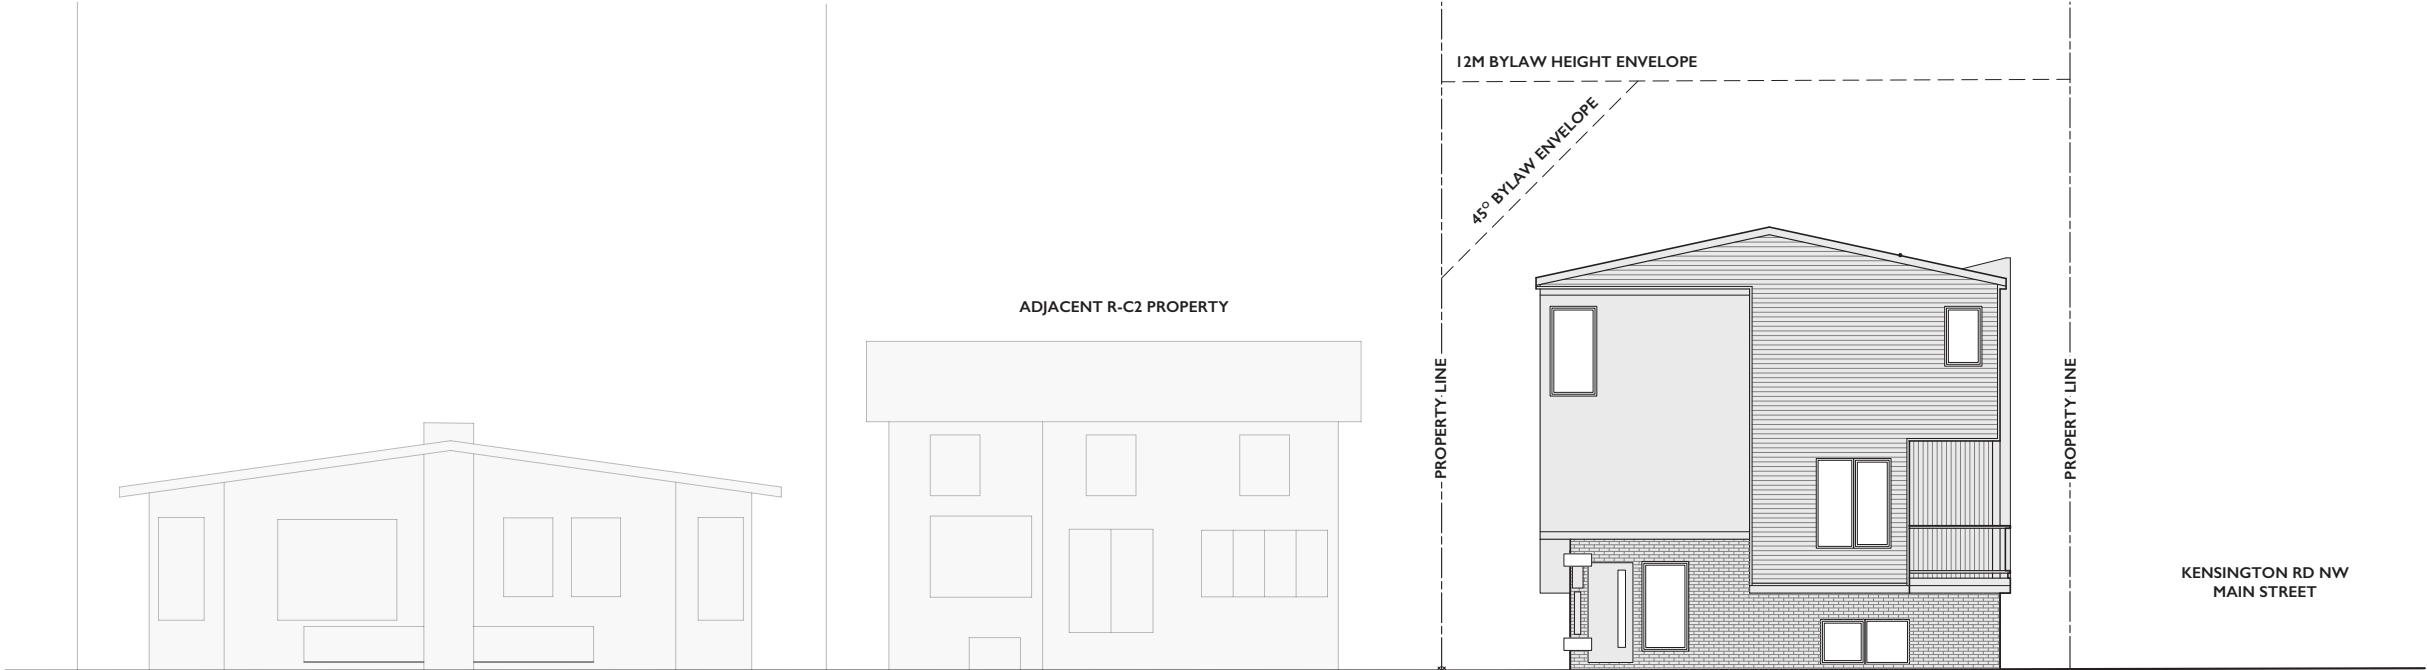 12M BYLAW HEIGHT ENVELOPE
45° BYLAW ENVELOPE
ADJACENT R-C2 PROPERTY
PROPERTY LINE
PROPERTY LINE
KENSINGTON RD NW
MAIN STREET